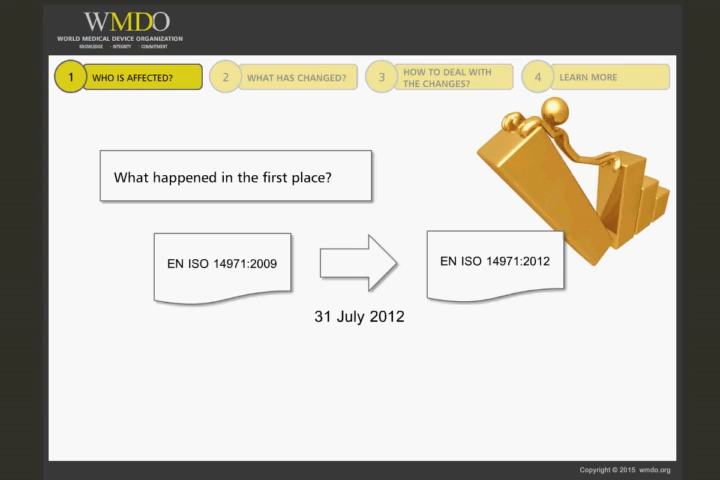 WMDO
WORLD MEDICAL DEVICE ORGANIZATION
KNOWLEDGE · INTEGRITY · COMMITMENT
1 WHO IS AFFECTED?
2 WHAT HAS CHANGED?
3 HOW TO DEAL WITH
THE CHANGES?
4 LEARN MORE
What happened in the first place?
EN ISO 14971:2009
EN ISO 14971:2012
31 July 2012
Copyright © 2015 wmdo.org